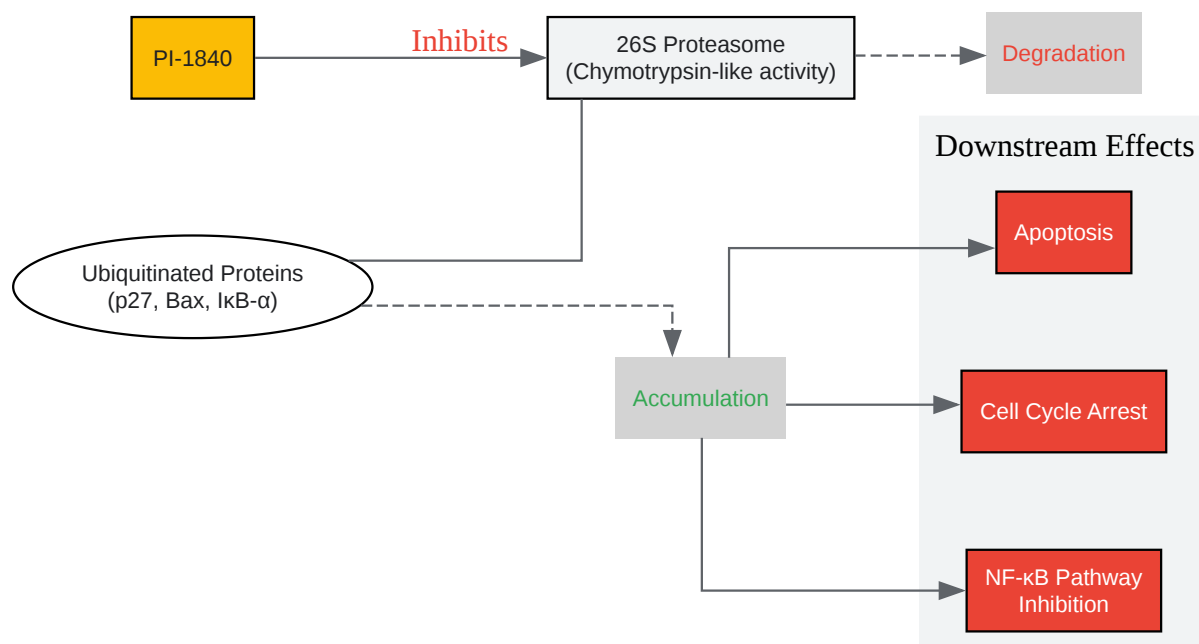 PI-1840
Inhibits
26S Proteasome
(Chymotrypsin-like activity)
Degradation
Downstream Effects
Apoptosis
Ubiquitinated Proteins
(p27, Bax, IκB-α)
Accumulation
Cell Cycle Arrest
NF-κB Pathway
Inhibition